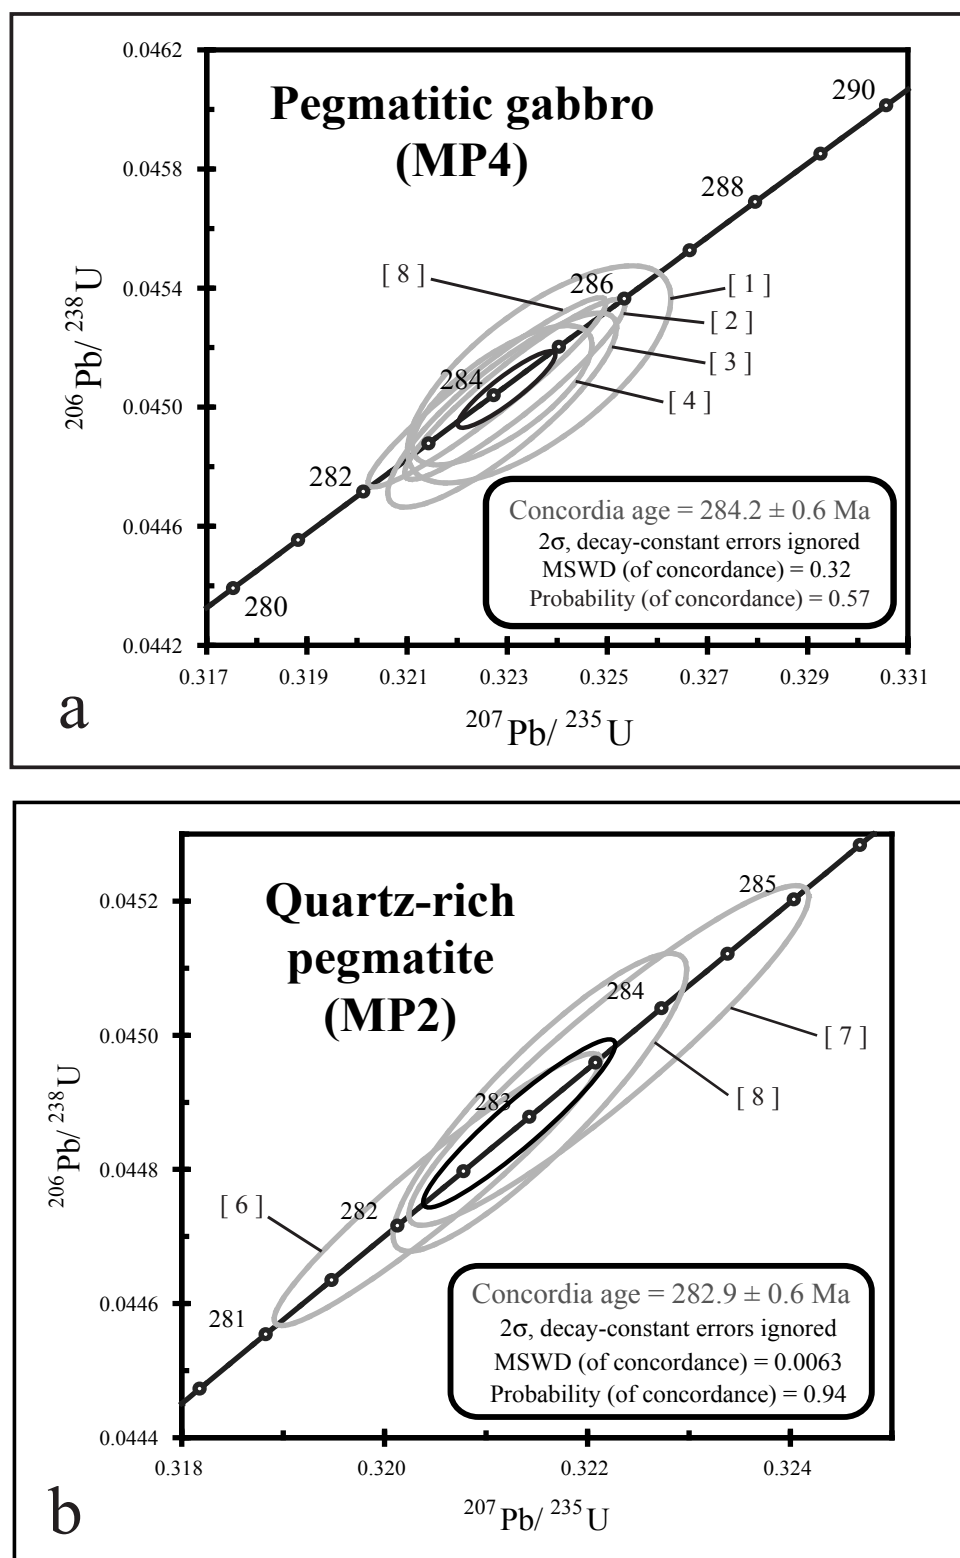 0.0462
Pegmatitic gabbro
(MP4)
290
0.0458
288
[ 8 ]
286
[ 1 ]
0.0454
[ 2 ]
[ 3 ]
284
[ 4 ]
0.0450
206Pb/ 238U
282
Concordia age = 284.2 ± 0.6 Ma
2σ, decay-constant errors ignored
MSWD (of concordance) = 0.32
Probability (of concordance) = 0.57
0.0446
280
0.0442
0.317 0.319 0.321 0.323 0.325 0.327 0.329 0.331
a
207Pb/ 235U
Quartz-rich
pegmatite
(MP2)
285
0.0452
284
[ 7 ]
0.0450
[ 8 ]
283
206Pb/ 238U
0.0448
[ 6 ]
282
0.0446
281
Concordia age = 282.9 ± 0.6 Ma
2σ, decay-constant errors ignored
MSWD (of concordance) = 0.0063
Probability (of concordance) = 0.94
0.0444
0.318 0.320 0.322 0.324
b
207Pb/ 235U